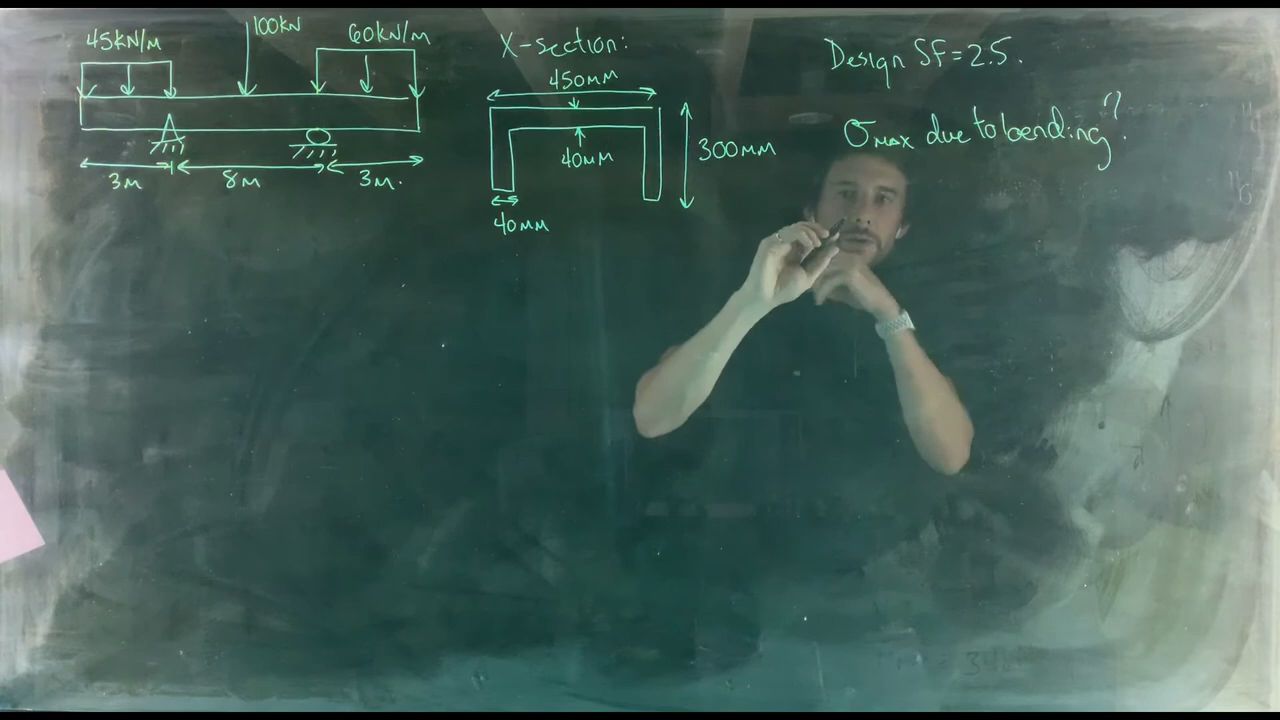 45kN/m
100kN
60kN/m
3m
8m
3m.
X-section:
450mm
40mm
300mm
40mm
Design SF=2.5.
σmax due to bending?